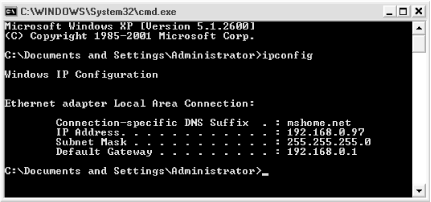 C:\WINDOWS\System32\cmd.exe
Microsoft Windows XP [Version 5.1.2600]
(C) Copyright 1985-2001 Microsoft Corp.
C:\Documents and Settings\Administrator>ipconfig
Windows IP Configuration
Ethernet adapter Local Area Connection:
Connection-specific DNS Suffix  . : mshome.net
IP Address. . . . . . . . . . . . : 192.168.0.97
Subnet Mask . . . . . . . . . . . : 255.255.255.0
Default Gateway . . . . . . . . . : 192.168.0.1
C:\Documents and Settings\Administrator>_